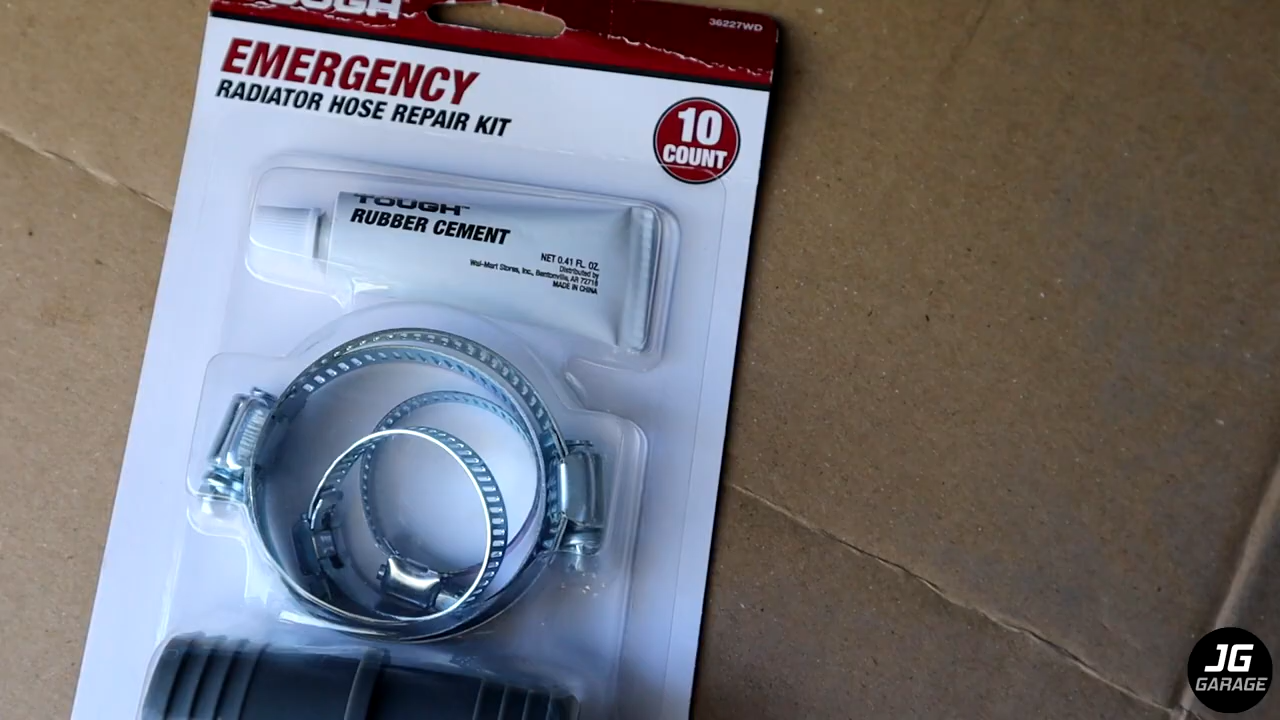 36227WD
EMERGENCY
RADIATOR HOSE REPAIR KIT
10
COUNT
TOUGH™
RUBBER CEMENT
NET 0.41 FL. OZ.
Distributed by
Wal-Mart Stores, Inc., Bentonville, AR 72716
MADE IN CHINA
JG
GARAGE